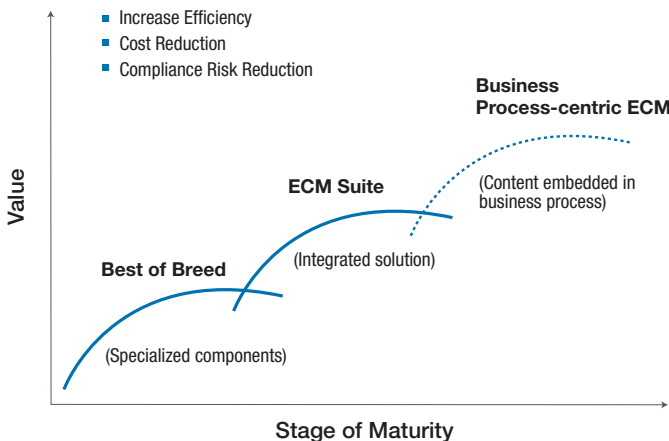 Increase Efficiency
Cost Reduction
Compliance Risk Reduction
Business
Process-centric ECM
(Content embedded in
business process)
ECM Suite
(Integrated solution)
Best of Breed
(Specialized components)
Value
Stage of Maturity